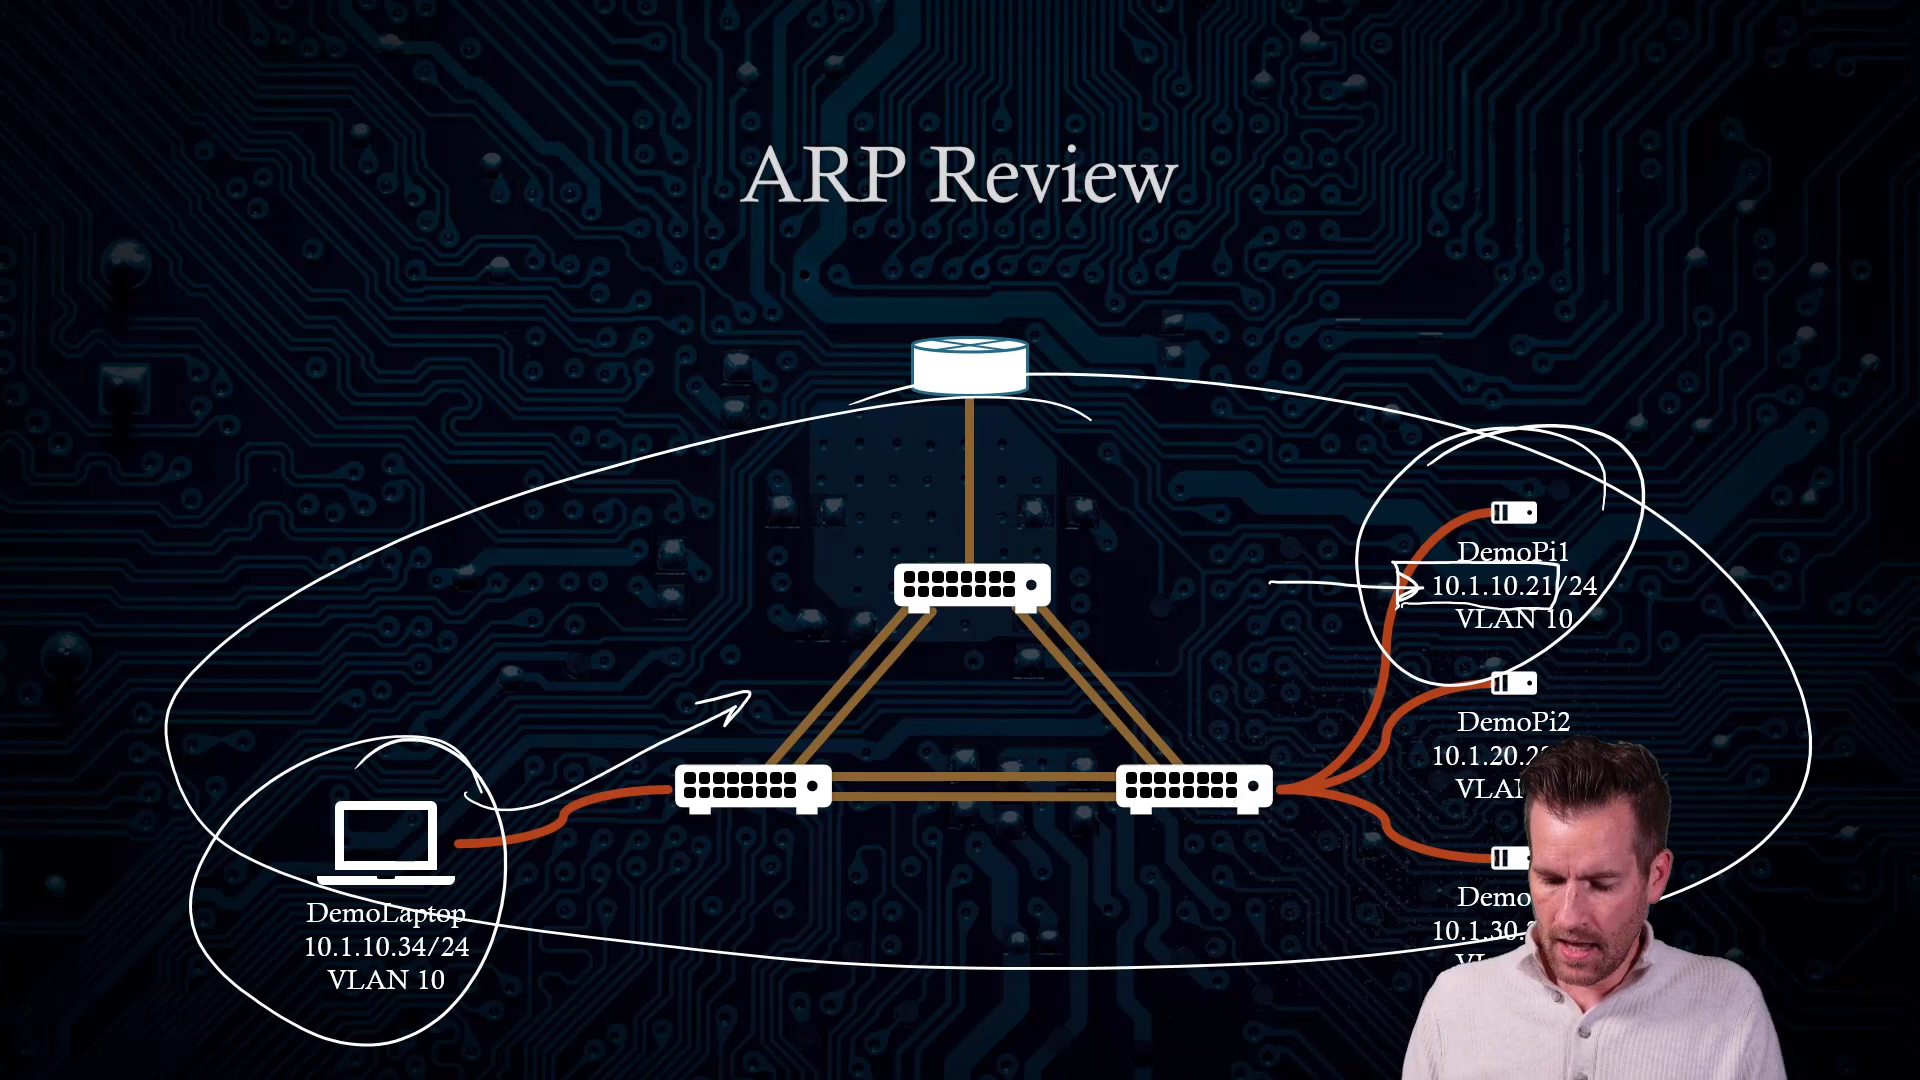 ARP Review
DemoPi1
10.1.10.21/24
VLAN 10
DemoPi2
DemoLaptop
10.1.10.34/24
VLAN 10